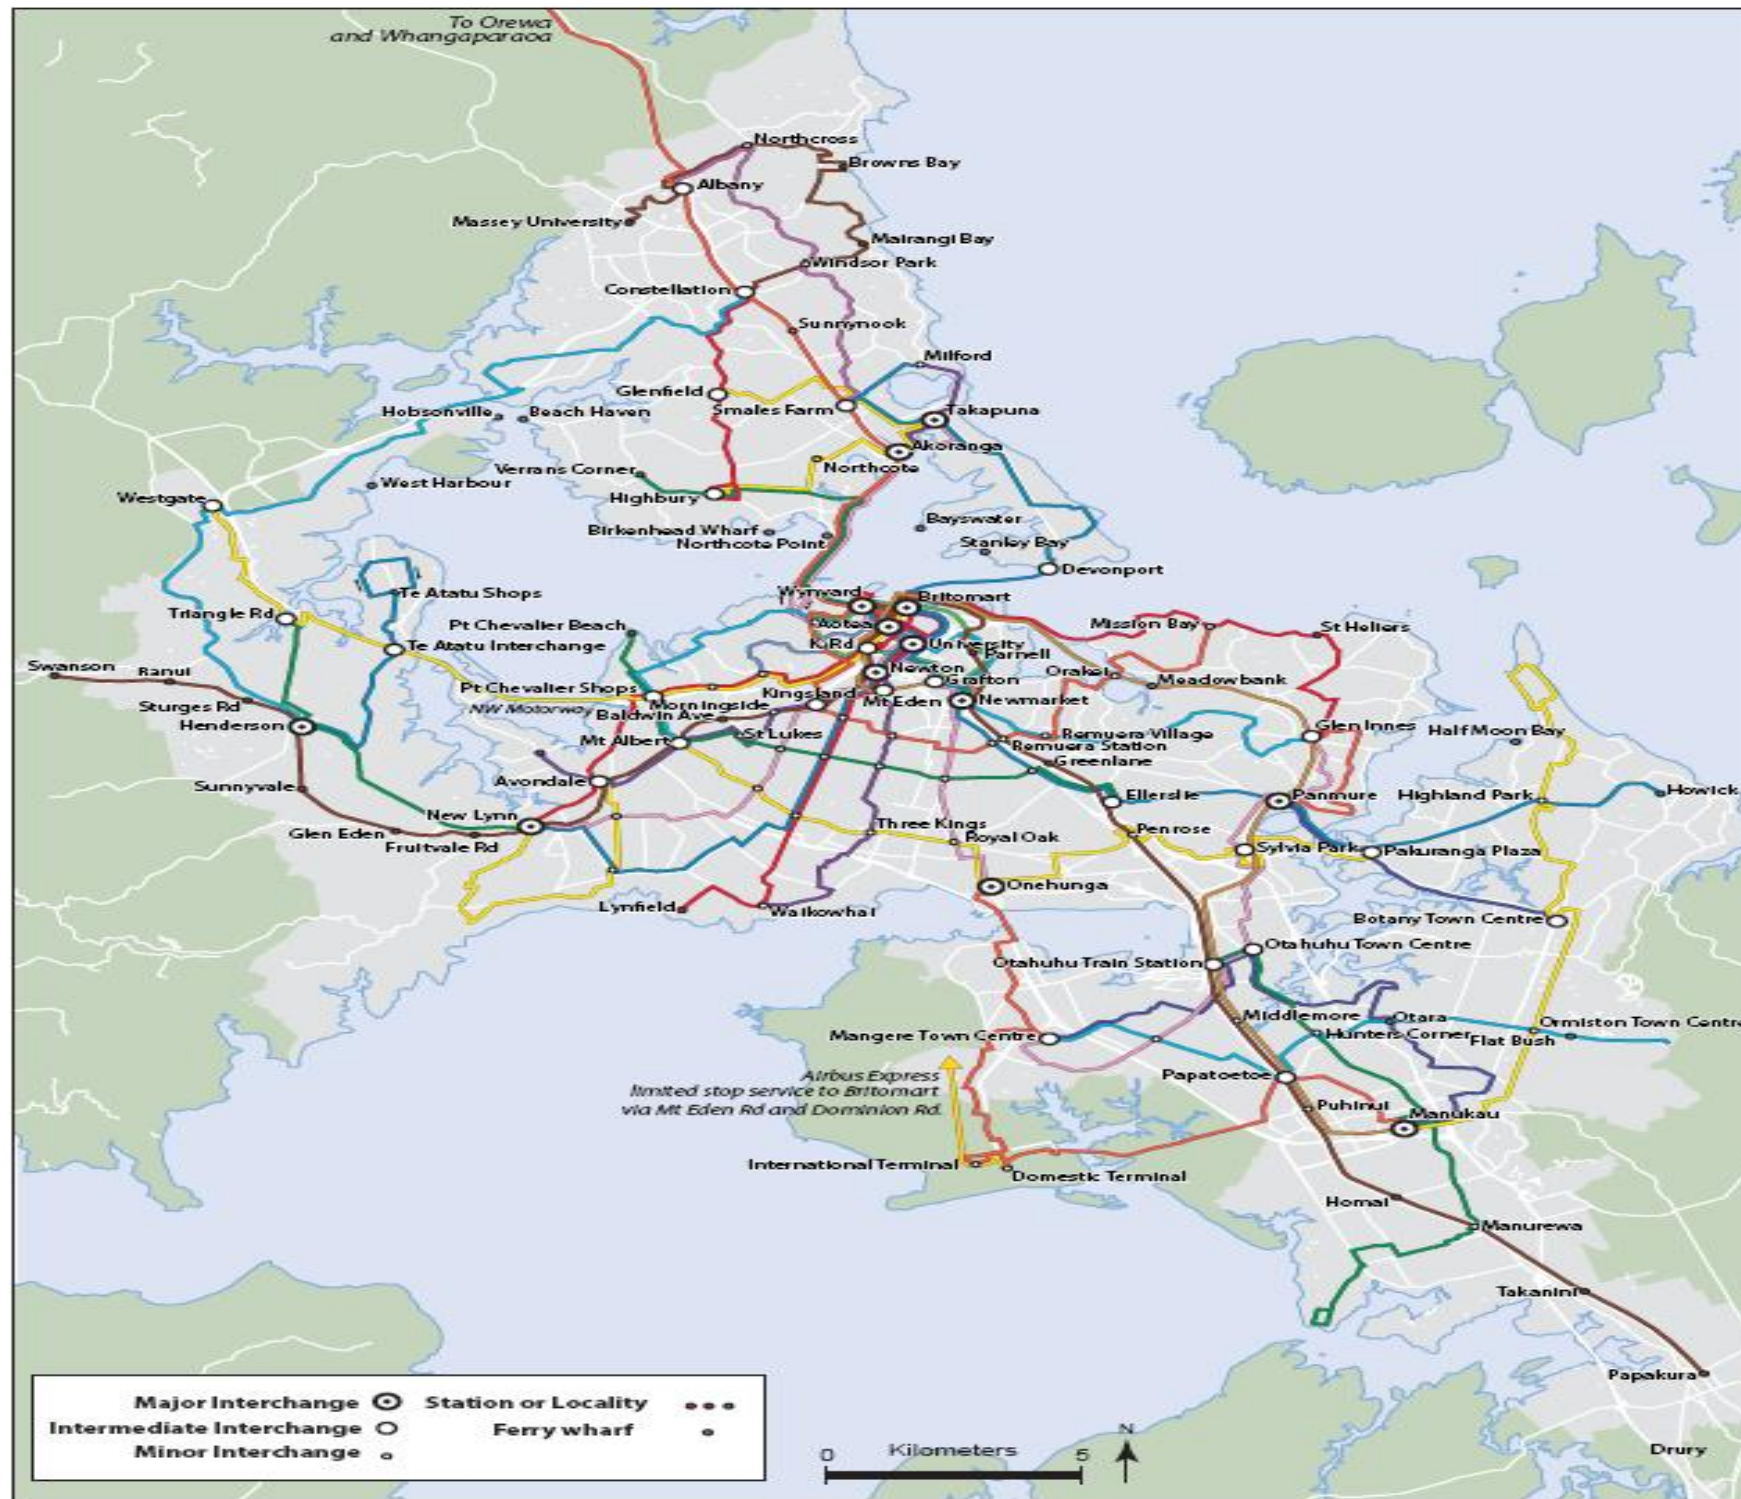 To Orewa
and Whangaparaoa
Northcross
Browns Bay
Albany
Massey University
Mairangi Bay
Windsor Park
Constellation
Sunnynook
Milford
Glenfield
Smales Farm
Takapuna
Hobsonville
Beach Haven
Akoranga
Northcote
Verrans Corner
West Harbour
Westgate
Highbury
Birkenhead Wharf
Northcote Point
Bayswater
Stanley Bay
Devonport
Wynyard
Britomart
Te Atatu Shops
Triangle Rd
Pt Chevalier Beach
Aotea
Mission Bay
St Heliers
K Rd
University
Parnell
Te Atatu Interchange
Swanson
Ranui
Newton
Grafton
Orakei
Meadowbank
Pt Chevalier Shops
Kingsland
Mt Eden
Newmarket
Sturges Rd
NW Motorway
Morningside
Baldwin Ave
Henderson
Mt Albert
St Lukes
Remuera Village
Remuera Station
Glen Innes
Half Moon Bay
Greenlane
Sunnyvale
Avondale
Ellerslie
Panmure
Highland Park
Howick
New Lynn
Glen Eden
Fruitvale Rd
Three Kings
Royal Oak
Penrose
Sylvia Park
Pakuranga Plaza
Onehunga
Lynfield
Waikowhai
Botany Town Centre
Otahuhu Town Centre
Otahuhu Train Station
Middlemore
Otara
Ormiston Town Centre
Mangere Town Centre
Hunters Corner
Flat Bush
Airbus Express
limited stop service to Britomart
via Mt Eden Rd and Dominion Rd.
Papatoetoe
Puhinui
Manukau
International Terminal
Domestic Terminal
Homai
Manurewa
Takanini
Papakura
Drury
Major Interchange
Station or Locality
Intermediate Interchange
Ferry wharf
Minor Interchange
0
Kilometers
5
N